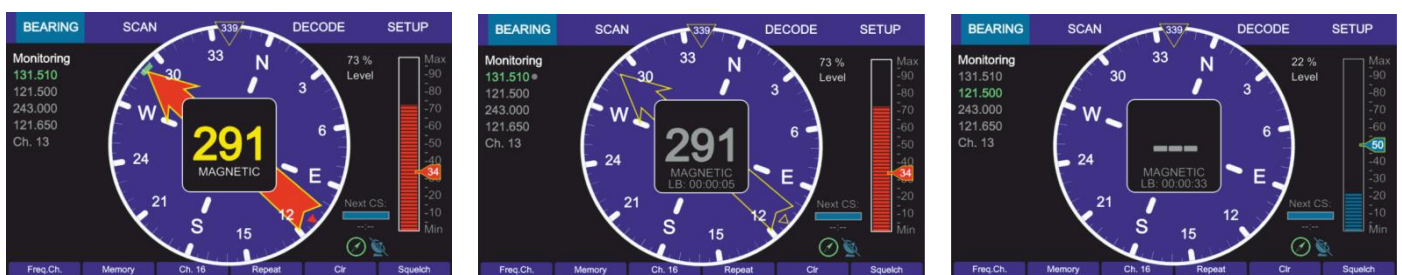 BEARING SCAN 339 DECODE SETUP
Monitoring
131.510
121.500
243.000
121.650
Ch. 13
33 N 3 6 E 12 15 S 21 24 W 30
291
MAGNETIC
73 %
Level
Max
-90
-80
-70
-60
-50
-40
34
-30
-20
-10
Min
Next CS:
--:--
Freq.Ch. Memory Ch. 16 Repeat Clr Squelch
BEARING SCAN 339 DECODE SETUP
Monitoring
131.510
121.500
243.000
121.650
Ch. 13
33 N 3 6 E 12 15 S 21 24 W 30
291
MAGNETIC
LB: 00:00:05
73 %
Level
Max
-90
-80
-70
-60
-50
-40
34
-30
-20
-10
Min
Next CS:
--:--
Freq.Ch. Memory Ch. 16 Repeat Clr Squelch
BEARING SCAN 339 DECODE SETUP
Monitoring
131.510
121.500
243.000
121.650
Ch. 13
33 N 3 6 E 12 15 S 21 24 W 30
---
MAGNETIC
LB: 00:00:33
22 %
Level
Max
-90
-80
-70
-60
50
-40
-30
-20
-10
Min
Next CS:
--:--
Freq.Ch. Memory Ch. 16 Repeat Clr Squelch